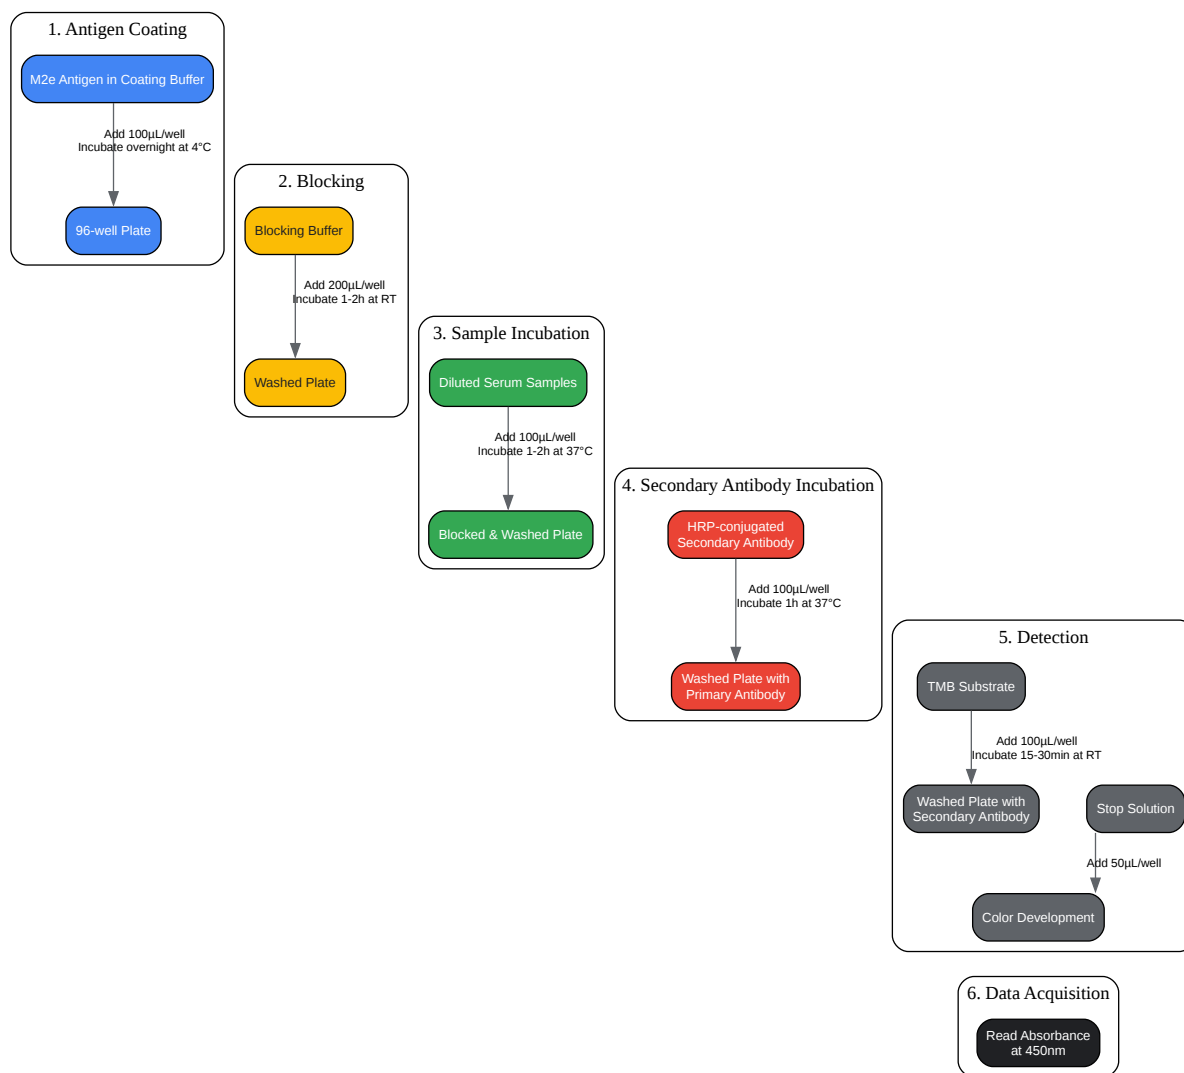 1. Antigen Coating
M2e Antigen in Coating Buffer
Add 100µL/well
Incubate overnight at 4°C
96-well Plate
2. Blocking
Blocking Buffer
Add 200µL/well
Incubate 1-2h at RT
Washed Plate
3. Sample Incubation
Diluted Serum Samples
Add 100µL/well
Incubate 1-2h at 37°C
Blocked & Washed Plate
4. Secondary Antibody Incubation
HRP-conjugated
Secondary Antibody
Add 100µL/well
Incubate 1h at 37°C
Washed Plate with
Primary Antibody
5. Detection
TMB Substrate
Add 100µL/well
Incubate 15-30min at RT
Washed Plate with
Secondary Antibody
Stop Solution
Add 50µL/well
Color Development
6. Data Acquisition
Read Absorbance
at 450nm